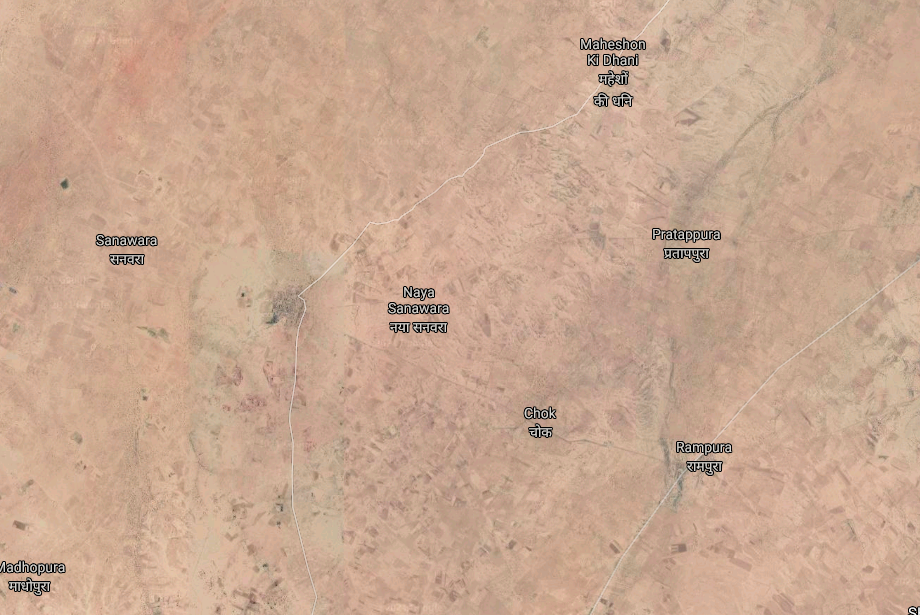 Maheshon
Ki Dhani
महेशों
की धनि
Sanawara
सनवरा
Pratappura
प्रतापपुरा
Naya
Sanawara
नया सनवरा
Chok
चोक
Rampura
रामपुरा
Madhopura
माधोपुरा